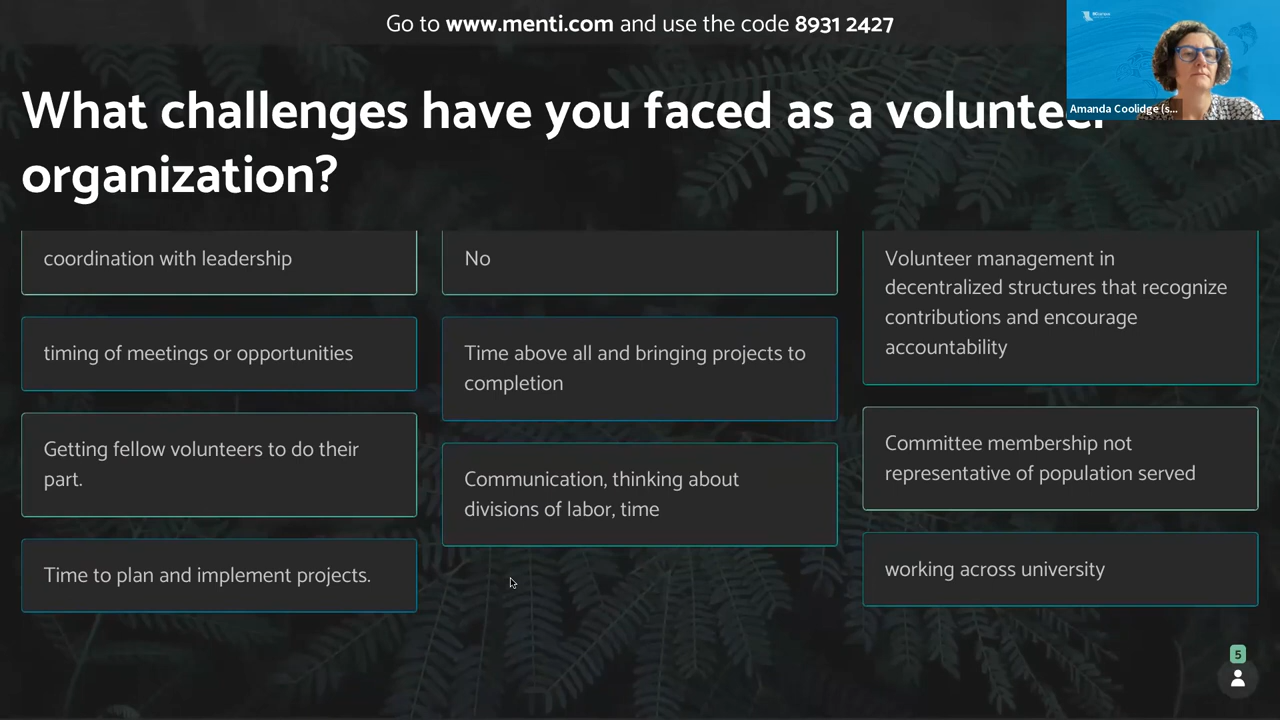 Go to www.menti.com and use the code 8931 2427
Amanda Coolidge (s...
What challenges have you faced as a volunteer
organization?
coordination with leadership
timing of meetings or opportunities
Getting fellow volunteers to do their
part.
Time to plan and implement projects.
No
Time above all and bringing projects to
completion
Communication, thinking about
divisions of labor, time
Volunteer management in
decentralized structures that recognize
contributions and encourage
accountability
Committee membership not
representative of population served
working across university
5